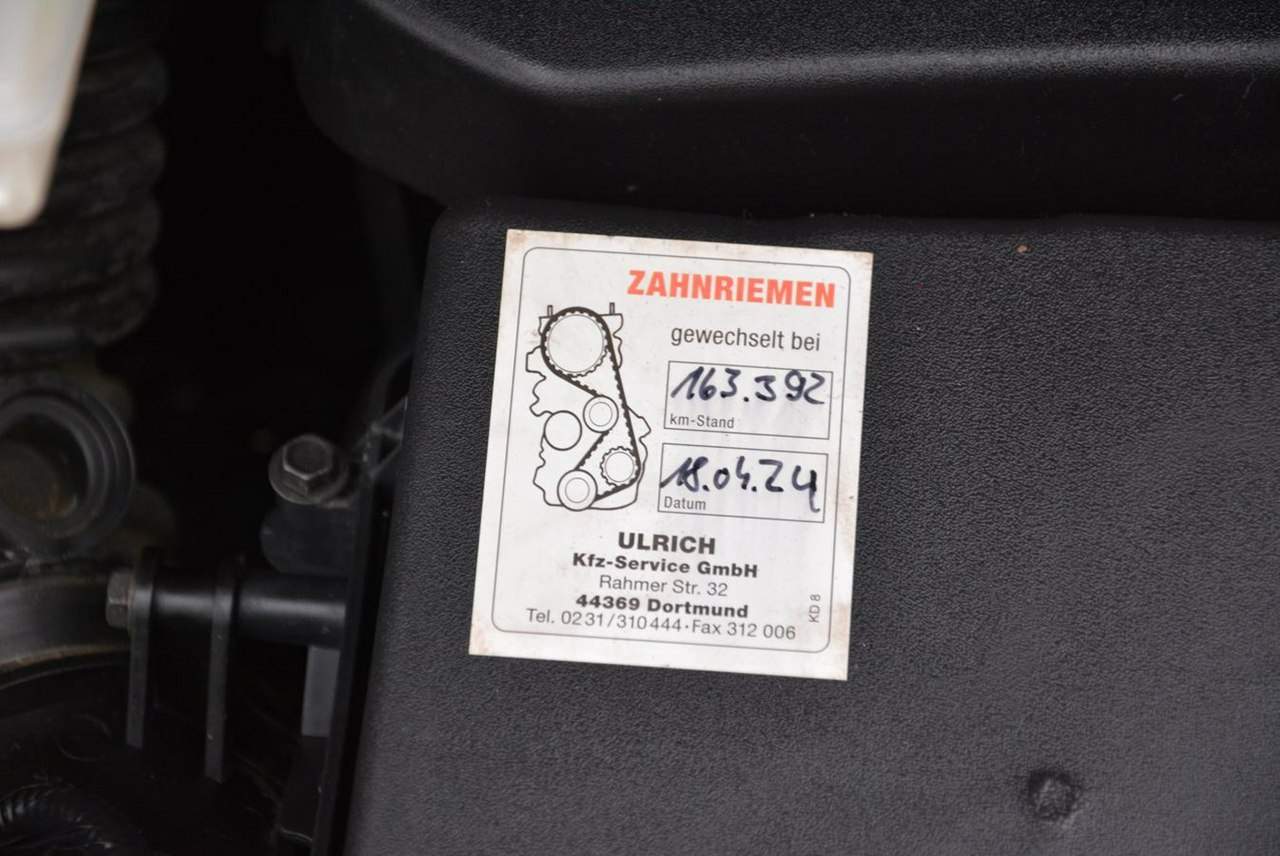 ZAHNRIEMEN
gewechselt bei
163.392
km-Stand
18.04.24
Datum
ULRICH
Kfz-Service GmbH
Rahmer Str. 32
44369 Dortmund
Tel. 0231/310444·Fax 312 006
KD 8